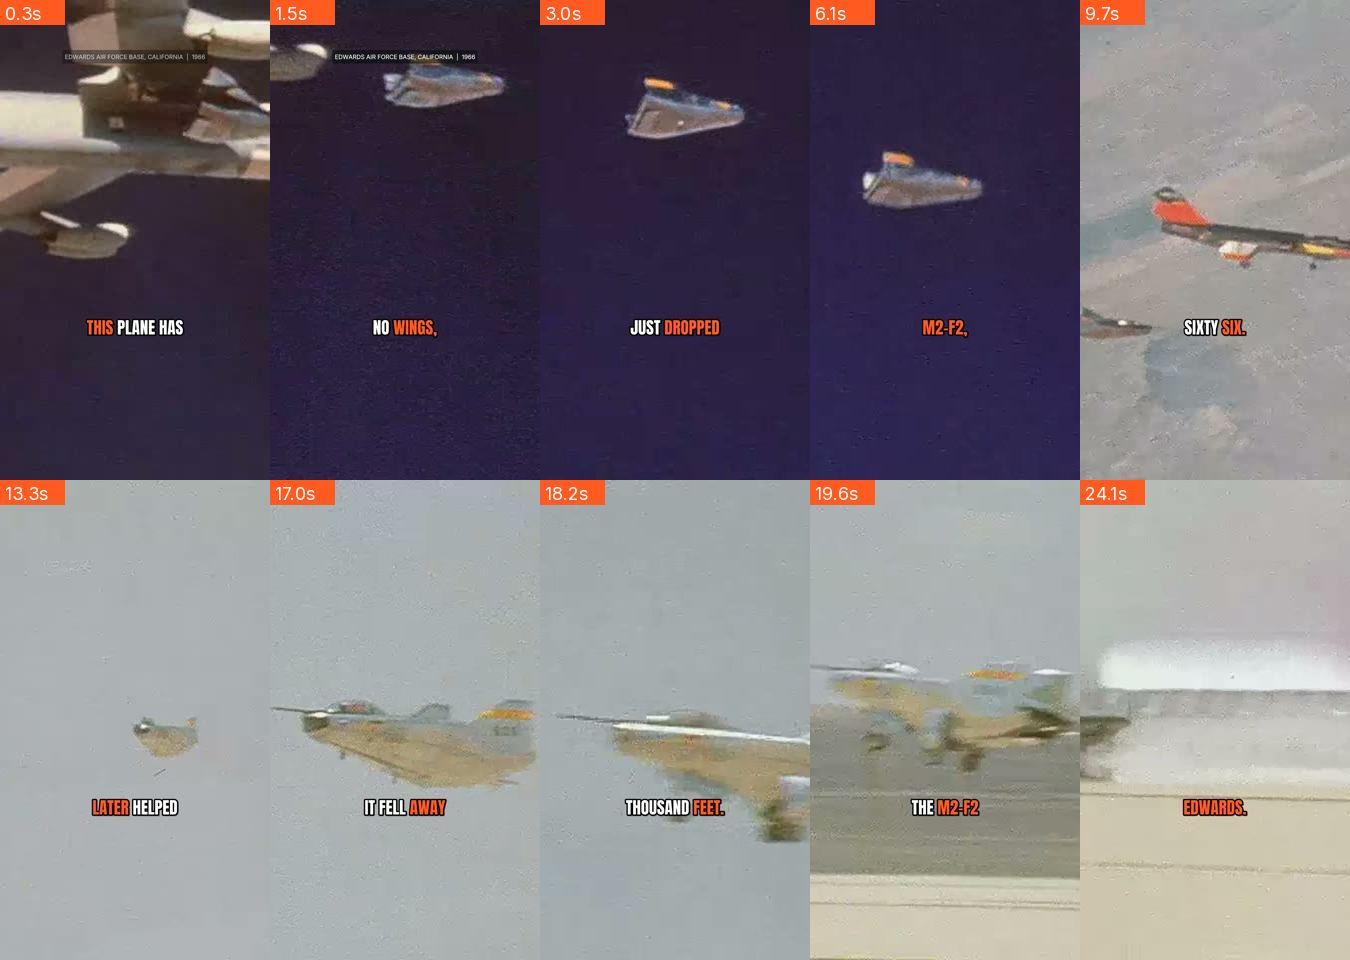 0.3s
EDWARDS AIR FORCE BASE, CALIFORNIA | 1966
THIS PLANE HAS
1.5s
EDWARDS AIR FORCE BASE, CALIFORNIA | 1966
NO WINGS,
3.0s
JUST DROPPED
6.1s
M2-F2,
9.7s
SIXTY SIX.
13.3s
LATER HELPED
17.0s
IT FELL AWAY
18.2s
THOUSAND FEET.
19.6s
THE M2-F2
24.1s
EDWARDS.